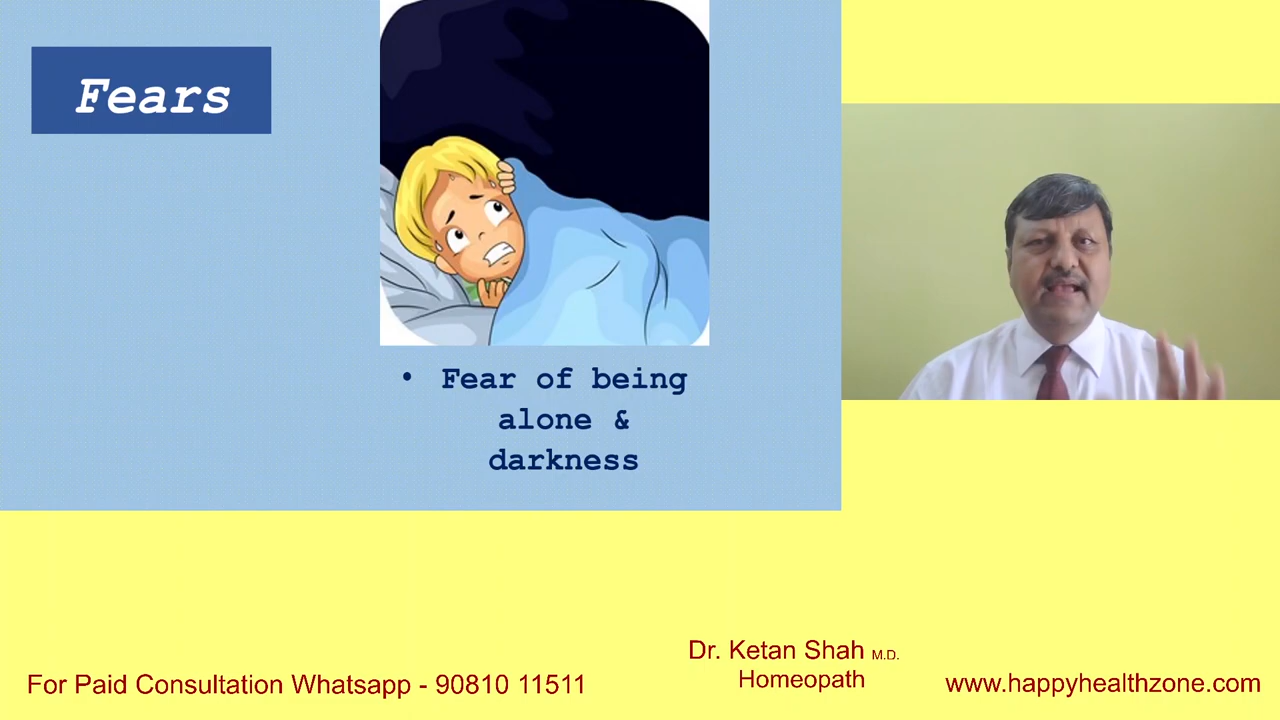 Fears
• Fear of being
alone &
darkness
Dr. Ketan Shah M.D.
Homeopath
For Paid Consultation Whatsapp - 90810 11511
www.happyhealthzone.com